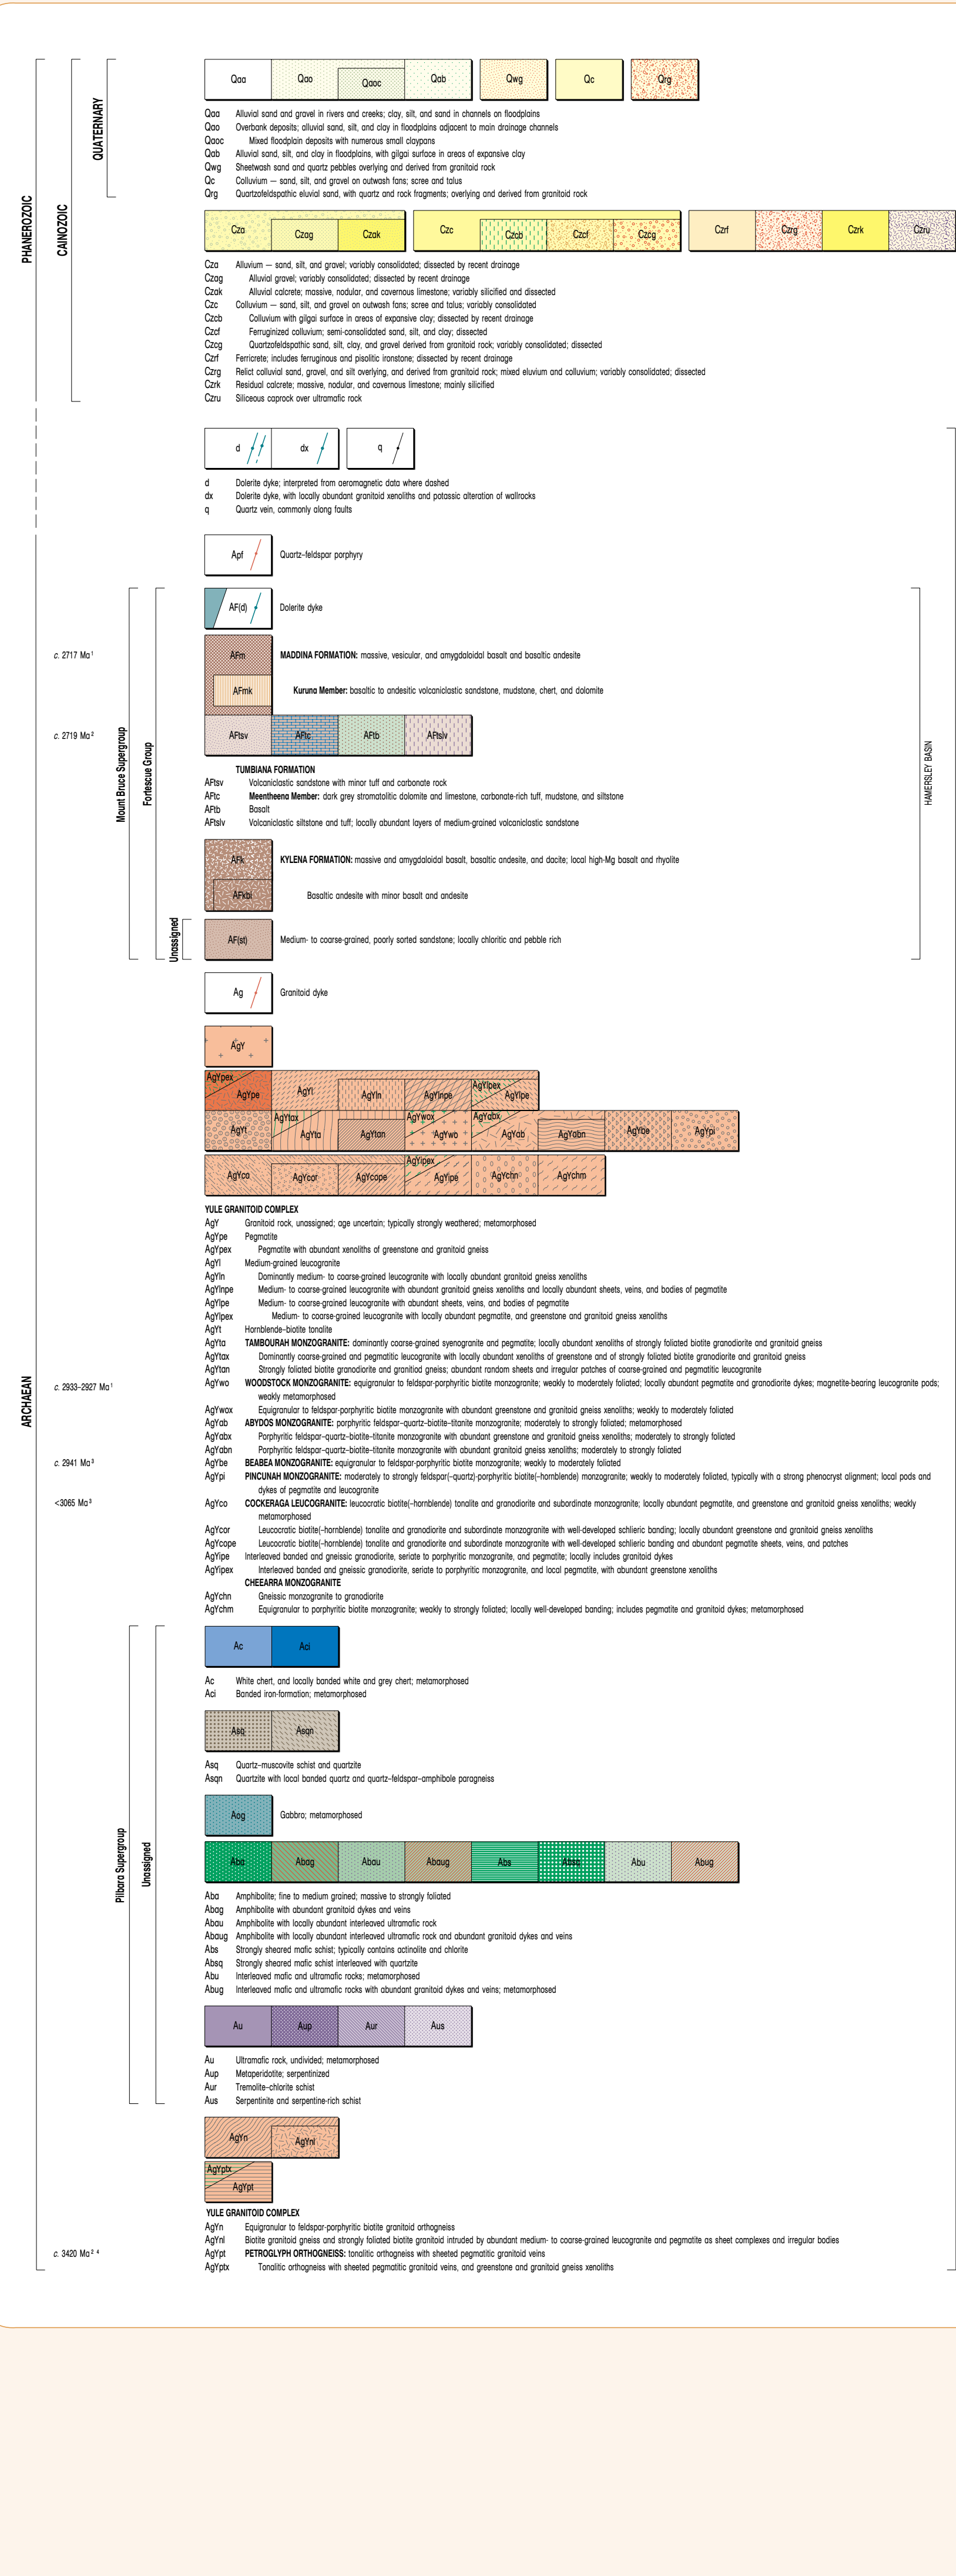 PHANEROZOIC
CAINOZOIC
QUATERNARY
Qaa Qao Qaoc Qab Qwg Qc Qrg
Qaa Alluvial sand and gravel in rivers and creeks; clay, silt, and sand in channels on floodplains
Qao Overbank deposits; alluvial sand, silt, and clay in floodplains adjacent to main drainage channels
Qaoc Mixed floodplain deposits with numerous small claypans
Qab Alluvial sand, silt, and clay in floodplains, with gilgai surface in areas of expansive clay
Qwg Sheetwash sand and quartz pebbles overlying and derived from granitoid rock
Qc Colluvium — sand, silt, and gravel on outwash fans; scree and talus
Qrg Quartzofeldspathic eluvial sand, with quartz and rock fragments; overlying and derived from granitoid rock
Cza Czag Czak Czc Czcb Czcf Czcg Czrf Czrg Czrk Czru
Cza Alluvium — sand, silt, and gravel; variably consolidated; dissected by recent drainage
Czag Alluvial gravel; variably consolidated; dissected by recent drainage
Czak Alluvial calcrete; massive, nodular, and cavernous limestone; variably silicified and dissected
Czc Colluvium — sand, silt, and gravel on outwash fans; scree and talus; variably consolidated
Czcb Colluvium with gilgai surface in areas of expansive clay; dissected by recent drainage
Czcf Ferruginized colluvium; semi-consolidated sand, silt, and clay; dissected
Czcg Quartzofeldspathic sand, silt, clay, and gravel derived from granitoid rock; variably consolidated; dissected
Czrf Ferricrete; includes ferruginous and pisolitic ironstone; dissected by recent drainage
Czrg Relict colluvial sand, gravel, and silt overlying, and derived from granitoid rock; mixed eluvium and colluvium; variably consolidated; dissected
Czrk Residual calcrete; massive, nodular, and cavernous limestone; mainly silicified
Czru Siliceous caprock over ultramafic rock
d dx q
d Dolerite dyke; interpreted from aeromagnetic data where dashed
dx Dolerite dyke, with locally abundant granitoid xenoliths and potassic alteration of wallrocks
q Quartz vein, commonly along faults
Apf Quartz–feldspar porphyry
ARCHAEAN
Mount Bruce Supergroup
Fortescue Group
HAMERSLEY BASIN
AF(d) Dolerite dyke
c. 2717 Ma¹ AFm MADDINA FORMATION: massive, vesicular, and amygdaloidal basalt and basaltic andesite
AFmk Kuruna Member: basaltic to andesitic volcaniclastic sandstone, mudstone, chert, and dolomite
c. 2719 Ma² AFtsv AFtc AFtb AFtslv
TUMBIANA FORMATION
AFtsv Volcaniclastic sandstone with minor tuff and carbonate rock
AFtc Meentheena Member: dark grey stromatolitic dolomite and limestone, carbonate-rich tuff, mudstone, and siltstone
AFtb Basalt
AFtslv Volcaniclastic siltstone and tuff; locally abundant layers of medium-grained volcaniclastic sandstone
AFk KYLENA FORMATION: massive and amygdaloidal basalt, basaltic andesite, and dacite; local high-Mg basalt and rhyolite
AFkbi Basaltic andesite with minor basalt and andesite
Unassigned
AF(st) Medium- to coarse-grained, poorly sorted sandstone; locally chloritic and pebble rich
Ag Granitoid dyke
AgY
AgYpex AgYpe AgYl AgYln AgYlnpe AgYlpex AgYlpe
AgYt AgYtax AgYta AgYtan AgYwox AgYwo AgYabx AgYab AgYabn AgYbe AgYpi
AgYco AgYcor AgYcope AgYipex AgYipe AgYchn AgYchm
YULE GRANITOID COMPLEX
AgY Granitoid rock, unassigned; age uncertain; typically strongly weathered; metamorphosed
AgYpe Pegmatite
AgYpex Pegmatite with abundant xenoliths of greenstone and granitoid gneiss
AgYl Medium-grained leucogranite
AgYln Dominantly medium- to coarse-grained leucogranite with locally abundant granitoid gneiss xenoliths
AgYlnpe Medium- to coarse-grained leucogranite with abundant granitoid gneiss xenoliths and locally abundant sheets, veins, and bodies of pegmatite
AgYlpe Medium- to coarse-grained leucogranite with abundant sheets, veins, and bodies of pegmatite
AgYlpex Medium- to coarse-grained leucogranite with locally abundant pegmatite, and greenstone and granitoid gneiss xenoliths
AgYt Hornblende–biotite tonalite
AgYta TAMBOURAH MONZOGRANITE: dominantly coarse-grained syenogranite and pegmatite; locally abundant xenoliths of strongly foliated biotite granodiorite and granitoid gneiss
AgYtax Dominantly coarse-grained and pegmatitic leucogranite with locally abundant xenoliths of greenstone and of strongly foliated biotite granodiorite and granitoid gneiss
AgYtan Strongly foliated biotite granodiorite and granitiod gneiss; abundant random sheets and irregular patches of coarse-grained and pegmatitic leucogranite
c. 2933–2927 Ma¹ AgYwo WOODSTOCK MONZOGRANITE: equigranular to feldspar-porphyritic biotite monzogranite; weakly to moderately foliated; locally abundant pegmatite and granodiorite dykes; magnetite-bearing leucogranite pods;
weakly metamorphosed
AgYwox Equigranular to feldspar-porphyritic biotite monzogranite with abundant greenstone and granitoid gneiss xenoliths; weakly to moderately foliated
AgYab ABYDOS MONZOGRANITE: porphyritic feldspar–quartz–biotite–titanite monzogranite; moderately to strongly foliated; metamorphosed
AgYabx Porphyritic feldspar–quartz–biotite–titanite monzogranite with abundant greenstone and granitoid gneiss xenoliths; moderately to strongly foliated
AgYabn Porphyritic feldspar–quartz–biotite–titanite monzogranite with abundant granitoid gneiss xenoliths; moderately to strongly foliated
c. 2941 Ma³ AgYbe BEABEA MONZOGRANITE: equigranular to feldspar-porphyritic biotite monzogranite; weakly to moderately foliated
AgYpi PINCUNAH MONZOGRANITE: moderately to strongly feldspar(–quartz)-porphyritic biotite(–hornblende) monzogranite; weakly to moderately foliated, typically with a strong phenocryst alignment; local pods and
dykes of pegmatite and leucogranite
<3065 Ma³ AgYco COCKERAGA LEUCOGRANITE: leucocratic biotite(–hornblende) tonalite and granodiorite and subordinate monzogranite; locally abundant pegmatite, and greenstone and granitoid gneiss xenoliths; weakly
metamorphosed
AgYcor Leucocratic biotite(–hornblende) tonalite and granodiorite and subordinate monzogranite with well-developed schlieric banding; locally abundant greenstone and granitoid gneiss xenoliths
AgYcope Leucocratic biotite(–hornblende) tonalite and granodiorite and subordinate monzogranite with well-developed schlieric banding and abundant pegmatite sheets, veins, and patches
AgYipe Interleaved banded and gneissic granodiorite, seriate to porphyritic monzogranite, and pegmatite; locally includes granitoid dykes
AgYipex Interleaved banded and gneissic granodiorite, seriate to porphyritic monzogranite, and local pegmatite, with abundant greenstone xenoliths
CHEEARRA MONZOGRANITE
AgYchn Gneissic monzogranite to granodiorite
AgYchm Equigranular to porphyritic biotite monzogranite; weakly to strongly foliated; locally well-developed banding; includes pegmatite and granitoid dykes; metamorphosed
Pilbara Supergroup
Unassigned
Ac Aci
Ac White chert, and locally banded white and grey chert; metamorphosed
Aci Banded iron-formation; metamorphosed
Asq Asqn
Asq Quartz–muscovite schist and quartzite
Asqn Quartzite with local banded quartz and quartz–feldspar–amphibole paragneiss
Aog Gabbro; metamorphosed
Aba Abag Abau Abaug Abs Absq Abu Abug
Aba Amphibolite; fine to medium grained; massive to strongly foliated
Abag Amphibolite with abundant granitoid dykes and veins
Abau Amphibolite with locally abundant interleaved ultramafic rock
Abaug Amphibolite with locally abundant interleaved ultramafic rock and abundant granitoid dykes and veins
Abs Strongly sheared mafic schist; typically contains actinolite and chlorite
Absq Strongly sheared mafic schist interleaved with quartzite
Abu Interleaved mafic and ultramafic rocks; metamorphosed
Abug Interleaved mafic and ultramafic rocks with abundant granitoid dykes and veins; metamorphosed
Au Aup Aur Aus
Au Ultramafic rock, undivided; metamorphosed
Aup Metaperidotite; serpentinized
Aur Tremolite–chlorite schist
Aus Serpentinite and serpentine-rich schist
AgYn AgYnl
AgYptx AgYpt
YULE GRANITOID COMPLEX
AgYn Equigranular to feldspar-porphyritic biotite granitoid orthogneiss
AgYnl Biotite granitoid gneiss and strongly foliated biotite granitoid intruded by abundant medium- to coarse-grained leucogranite and pegmatite as sheet complexes and irregular bodies
c. 3420 Ma² ⁴ AgYpt PETROGLYPH ORTHOGNEISS: tonalitic orthogneiss with sheeted pegmatitic granitoid veins
AgYptx Tonalitic orthogneiss with sheeted pegmatitic granitoid veins, and greenstone and granitoid gneiss xenoliths